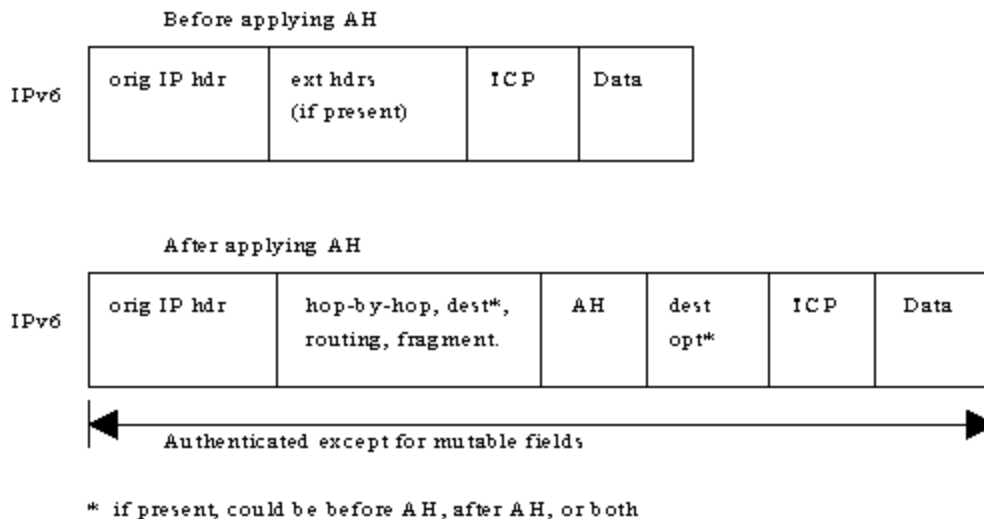 Before applying AH
IPv6
orig IP hdr
ext hdrs
(if present)
ICP
Data
After applying AH
IPv6
orig IP hdr
hop-by-hop, dest*,
routing, fragment.
AH
dest
opt*
ICP
Data
Authenticated except for mutable fields
* if present, could be before AH, after AH, or both